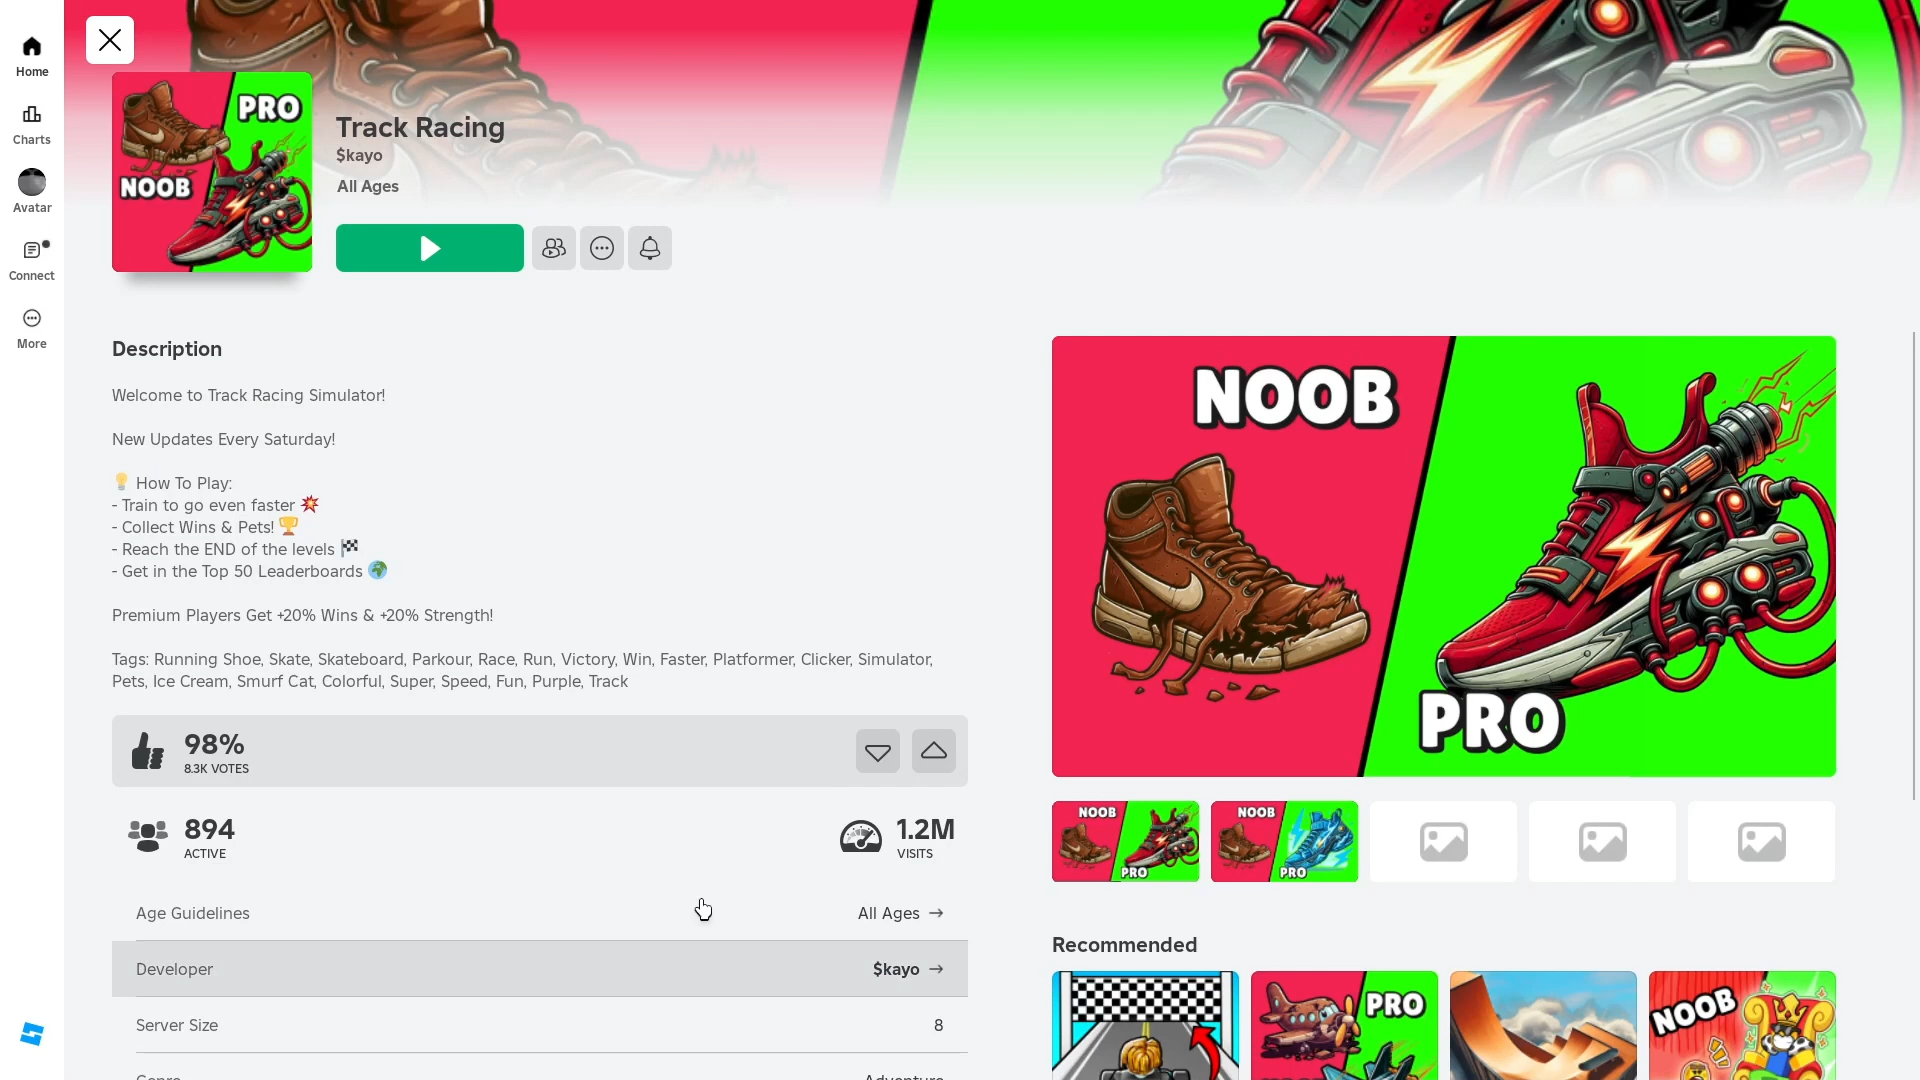 Home
Charts
Avatar
Connect
More
PRO
NOOB
Track Racing
$kayo
All Ages
Description
Welcome to Track Racing Simulator!
New Updates Every Saturday!
💡 How To Play:
- Train to go even faster 💥
- Collect Wins & Pets! 🏆
- Reach the END of the levels 🏁
- Get in the Top 50 Leaderboards 🌍
Premium Players Get +20% Wins & +20% Strength!
Tags: Running Shoe, Skate, Skateboard, Parkour, Race, Run, Victory, Win, Faster, Platformer, Clicker, Simulator,
Pets, Ice Cream, Smurf Cat, Colorful, Super, Speed, Fun, Purple, Track
98%
8.3K VOTES
894
ACTIVE
1.2M
VISITS
Age Guidelines
All Ages
Developer
$kayo
Server Size
8
Genre
Adventure
NOOB
PRO
NOOB
PRO
NOOB
PRO
Recommended
PRO
NOOB